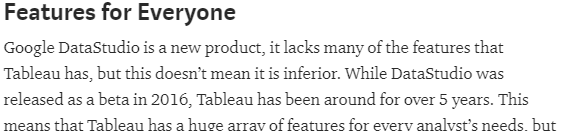 Features for Everyone
Google DataStudio is a new product, it lacks many of the features that
Tableau has, but this doesn’t mean it is inferior. While DataStudio was
released as a beta in 2016, Tableau has been around for over 5 years. This
means that Tableau has a huge array of features for every analyst’s needs, but